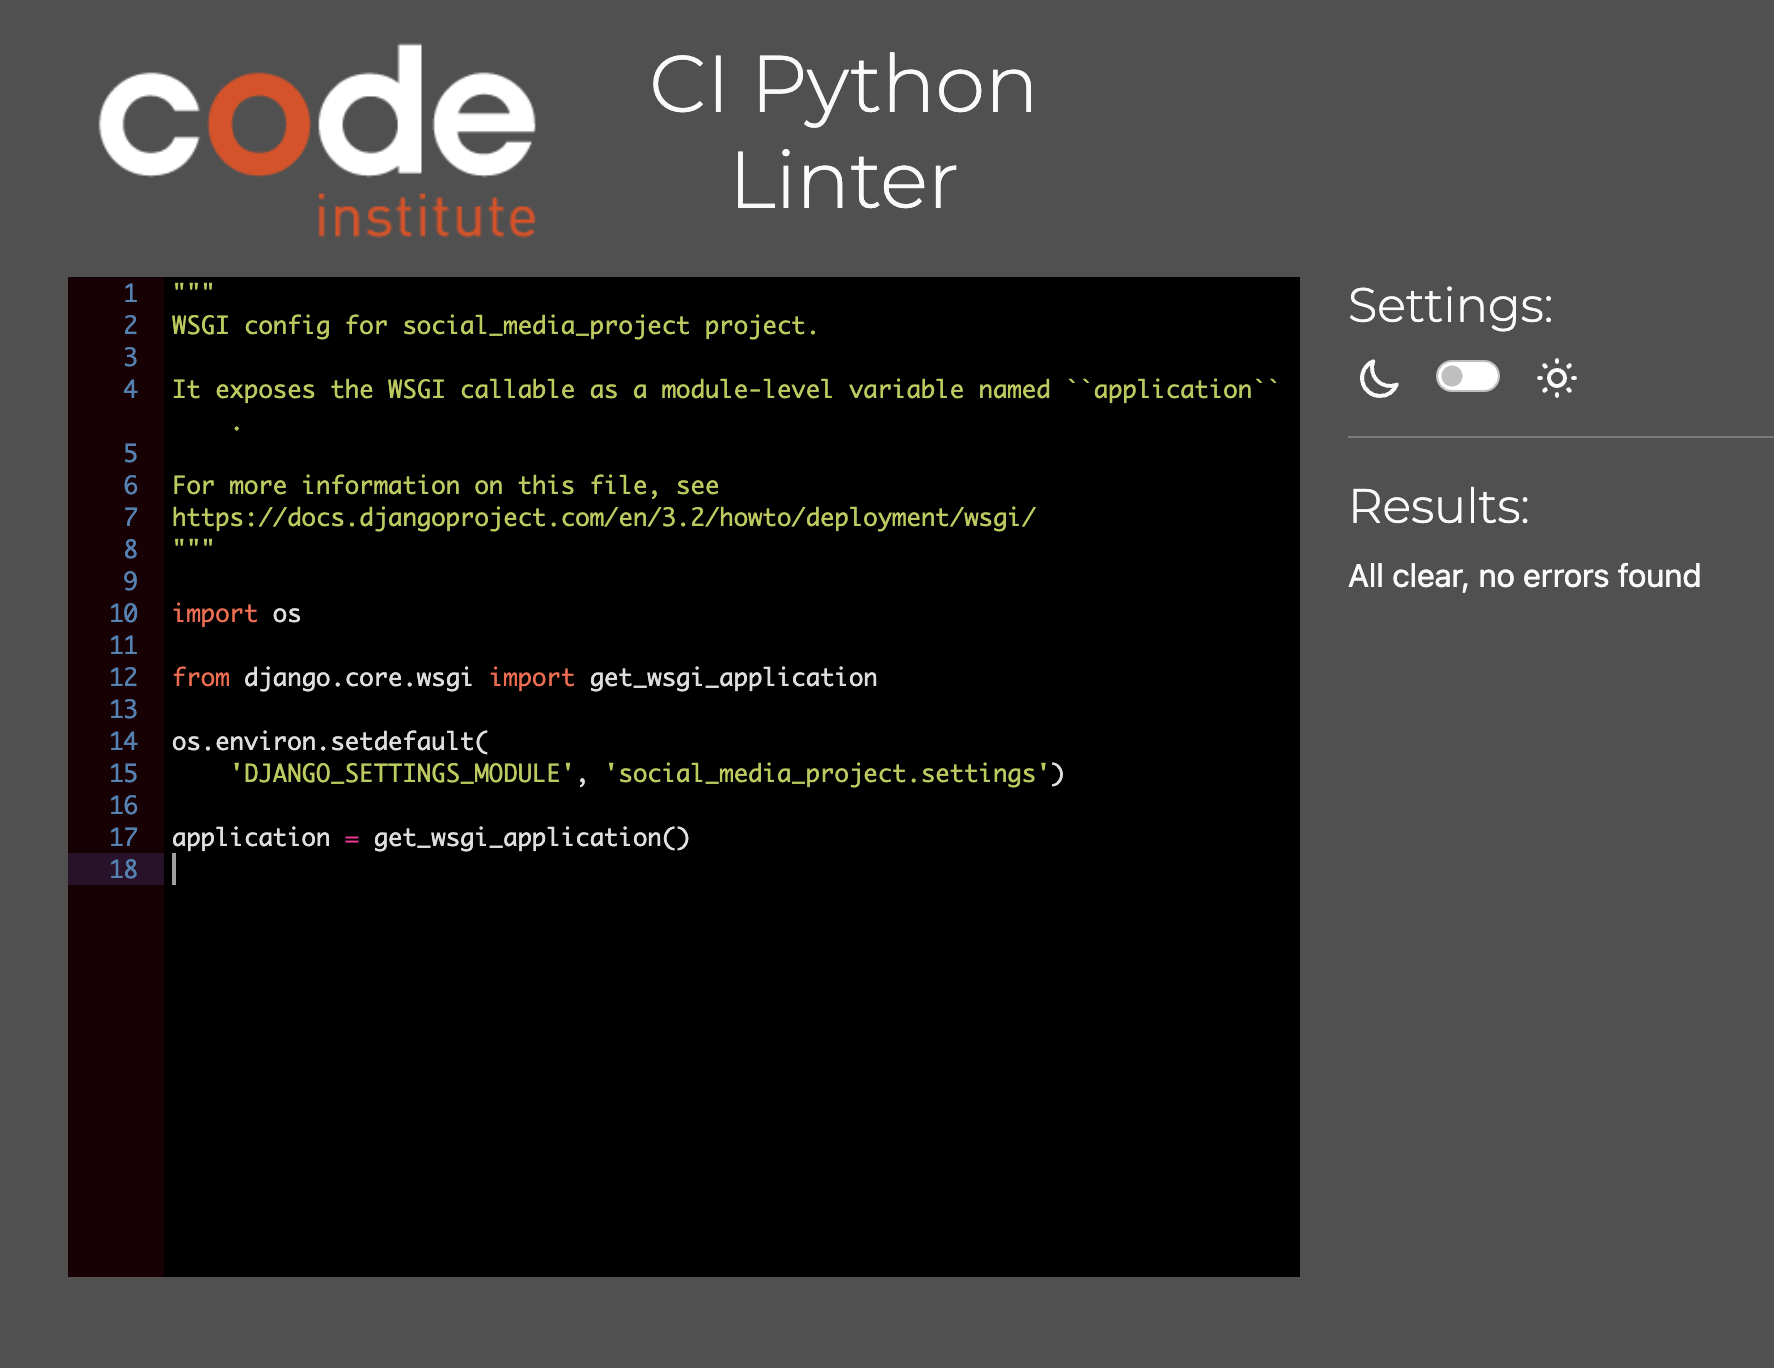 code
institute
CI Python
Linter
1 """
2 WSGI config for social_media_project project.
3
4 It exposes the WSGI callable as a module-level variable named ``application``
.
5
6 For more information on this file, see
7 https://docs.djangoproject.com/en/3.2/howto/deployment/wsgi/
8 """
9
10 import os
11
12 from django.core.wsgi import get_wsgi_application
13
14 os.environ.setdefault(
15     'DJANGO_SETTINGS_MODULE', 'social_media_project.settings')
16
17 application = get_wsgi_application()
18
Settings:
Results:
All clear, no errors found